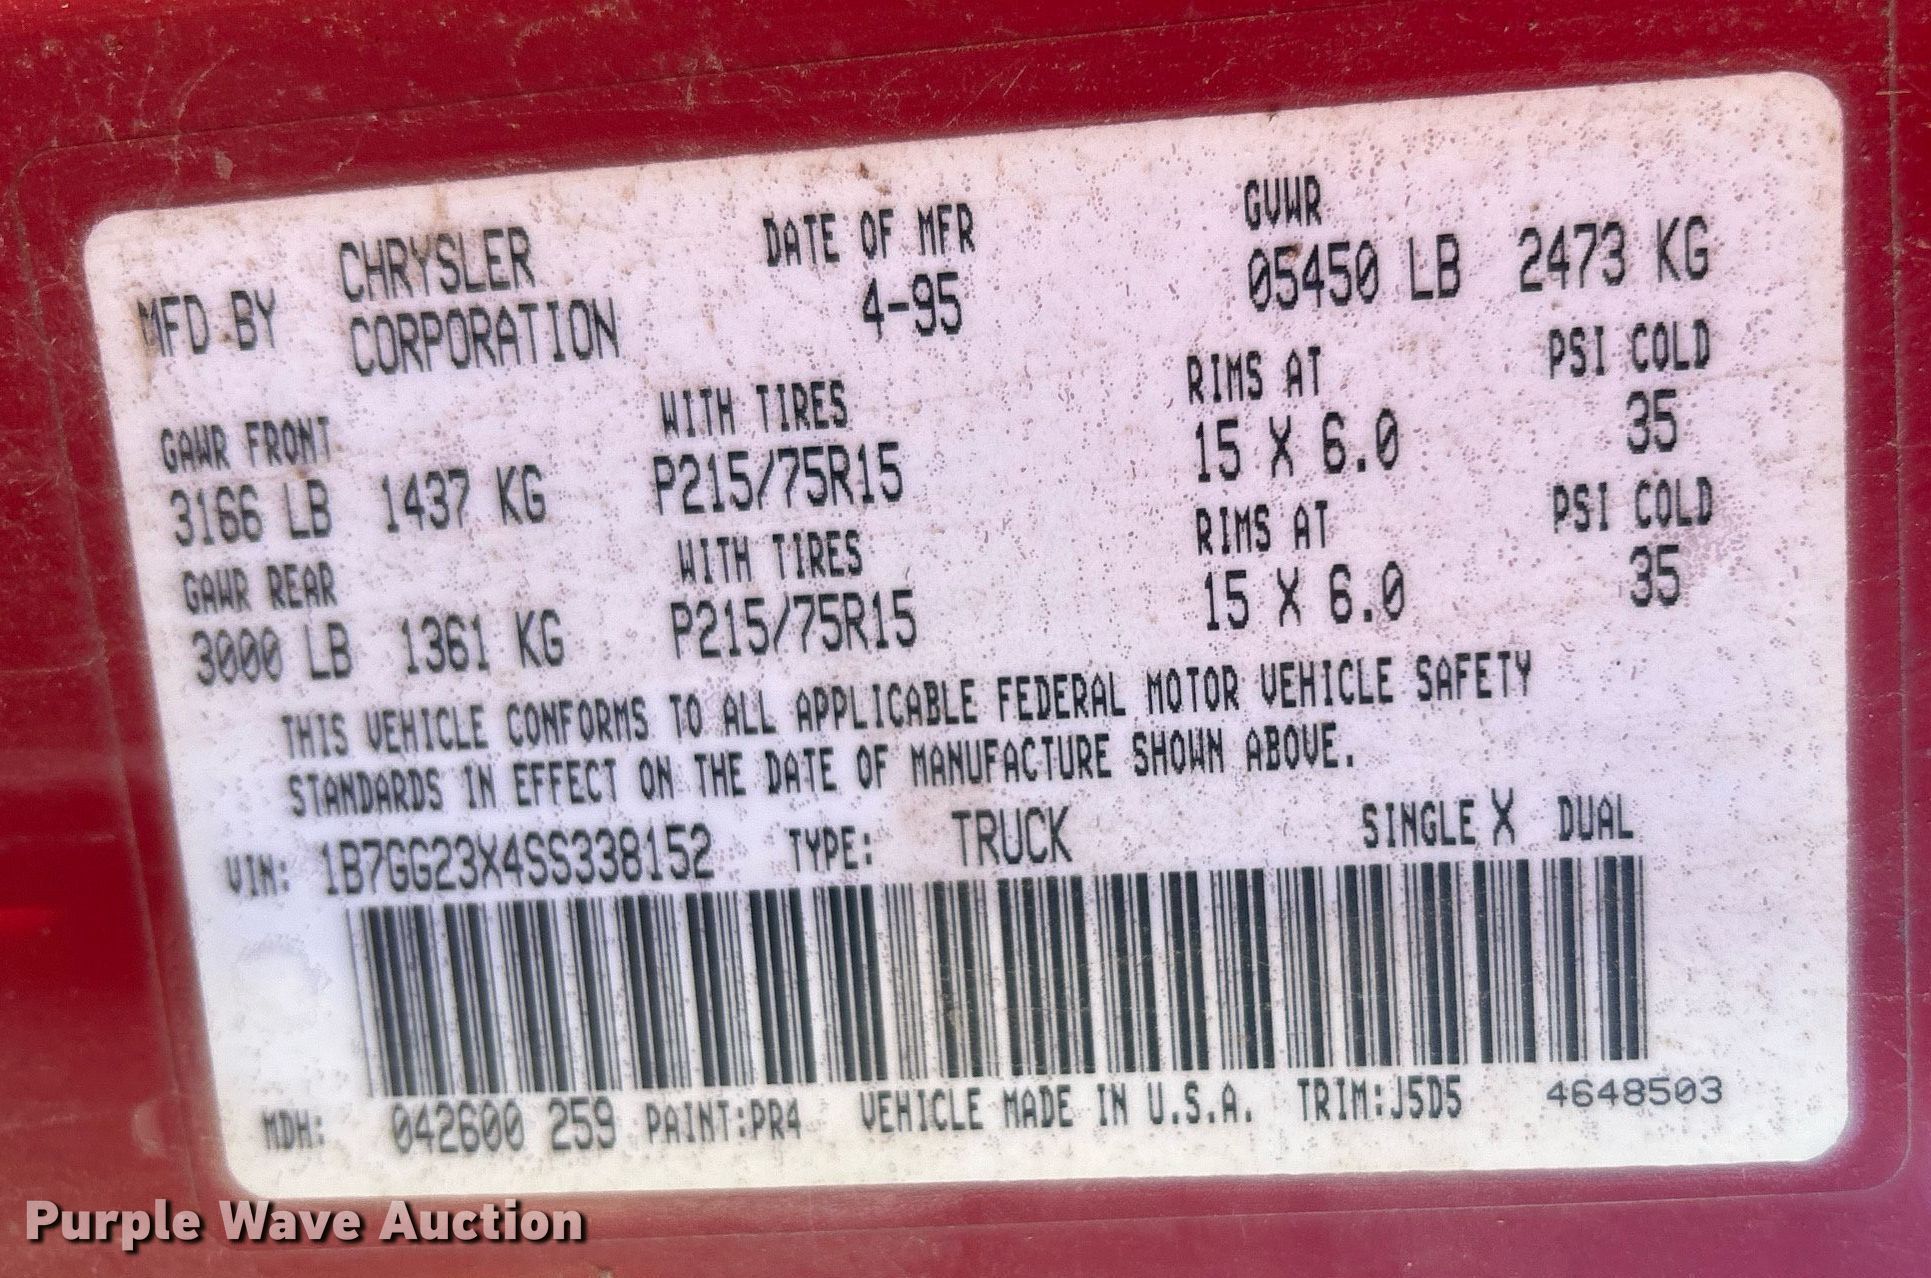 MFD BY CHRYSLER CORPORATION DATE OF MFR 4-95 GVWR 05450 LB 2473 KG
GAWR FRONT WITH TIRES RIMS AT PSI COLD
3166 LB 1437 KG P215/75R15 15 X 6.0 35
GAWR REAR WITH TIRES RIMS AT PSI COLD
3000 LB 1361 KG P215/75R15 15 X 6.0 35
THIS VEHICLE CONFORMS TO ALL APPLICABLE FEDERAL MOTOR VEHICLE SAFETY
STANDARDS IN EFFECT ON THE DATE OF MANUFACTURE SHOWN ABOVE.
VIN: 1B7GG23X4SS338152 TYPE: TRUCK SINGLE X DUAL
MDH: 042600 259 PAINT:PR4 VEHICLE MADE IN U.S.A. TRIM:J5D5 4648503
Purple Wave Auction